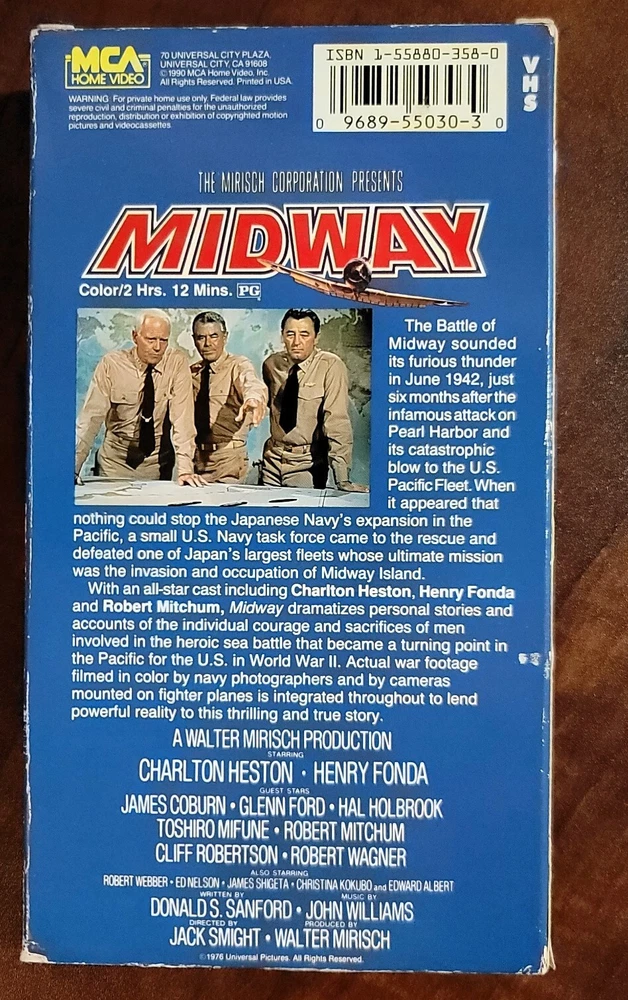 MCA
HOME VIDEO
70 UNIVERSAL CITY PLAZA,
UNIVERSAL CITY, CA 91608
©1990 MCA Home Video, Inc.
All Rights Reserved. Printed in USA.
WARNING: For private home use only. Federal law provides
severe civil and criminal penalties for the unauthorized
reproduction, distribution or exhibition of copyrighted motion
pictures and videocassettes.
ISBN 1-55880-358-0
0 9689-55030-3 0
VHS
THE MIRISCH CORPORATION PRESENTS
MIDWAY
Color/2 Hrs. 12 Mins. PG
The Battle of
Midway sounded
its furious thunder
in June 1942, just
six months after the
infamous attack on
Pearl Harbor and
its catastrophic
blow to the U.S.
Pacific Fleet. When
it appeared that
nothing could stop the Japanese Navy's expansion in the
Pacific, a small U.S. Navy task force came to the rescue and
defeated one of Japan's largest fleets whose ultimate mission
was the invasion and occupation of Midway Island.
With an all-star cast including Charlton Heston, Henry Fonda
and Robert Mitchum, Midway dramatizes personal stories and
accounts of the individual courage and sacrifices of men
involved in the heroic sea battle that became a turning point in
the Pacific for the U.S. in World War II. Actual war footage
filmed in color by navy photographers and by cameras
mounted on fighter planes is integrated throughout to lend
powerful reality to this thrilling and true story.
A WALTER MIRISCH PRODUCTION
STARRING
CHARLTON HESTON • HENRY FONDA
GUEST STARS
JAMES COBURN • GLENN FORD • HAL HOLBROOK
TOSHIRO MIFUNE • ROBERT MITCHUM
CLIFF ROBERTSON • ROBERT WAGNER
ALSO STARRING
ROBERT WEBBER • ED NELSON • JAMES SHIGETA • CHRISTINA KOKUBO and EDWARD ALBERT
WRITTEN BY MUSIC BY
DONALD S. SANFORD • JOHN WILLIAMS
DIRECTED BY PRODUCED BY
JACK SMIGHT • WALTER MIRISCH
©1976 Universal Pictures. All Rights Reserved.